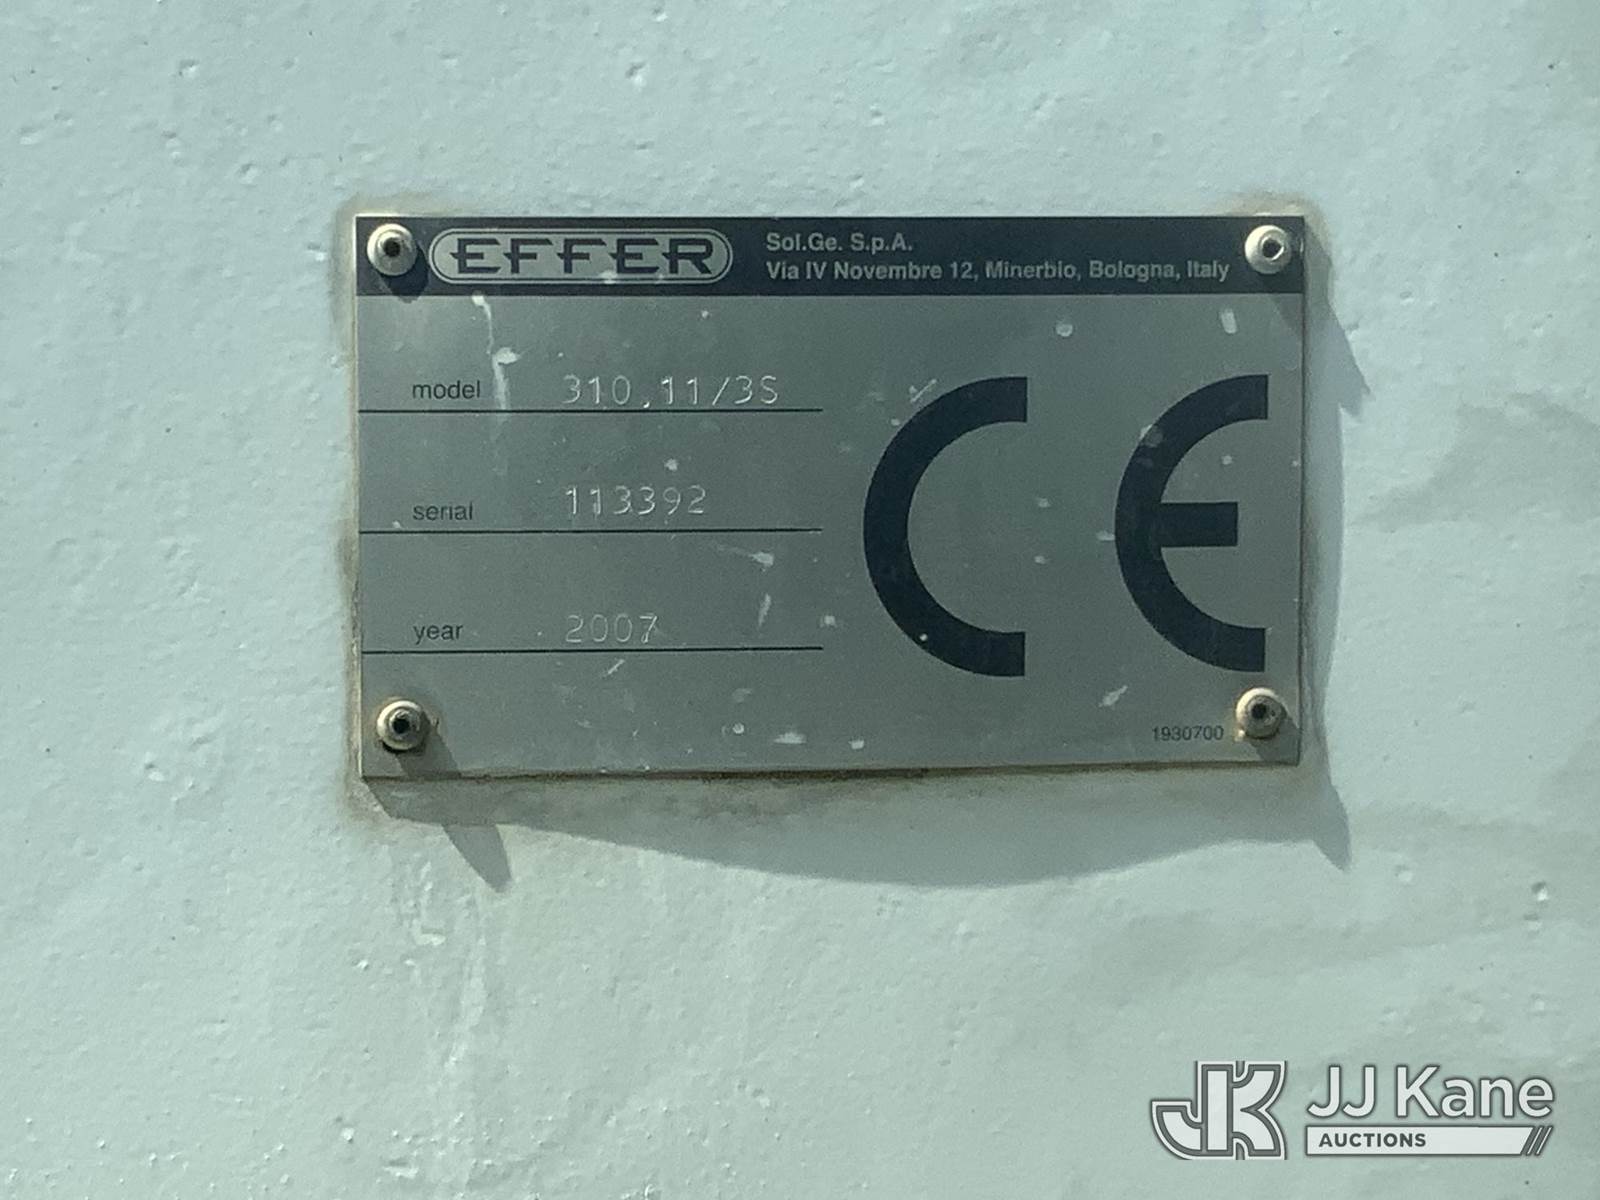 EFFER
Sol.Ge. S.p.A.
Via IV Novembre 12, Minerbio, Bologna, Italy
model 310.11/3S
serial 113392
year 2007
CE
1930700
JK JJ Kane
AUCTIONS